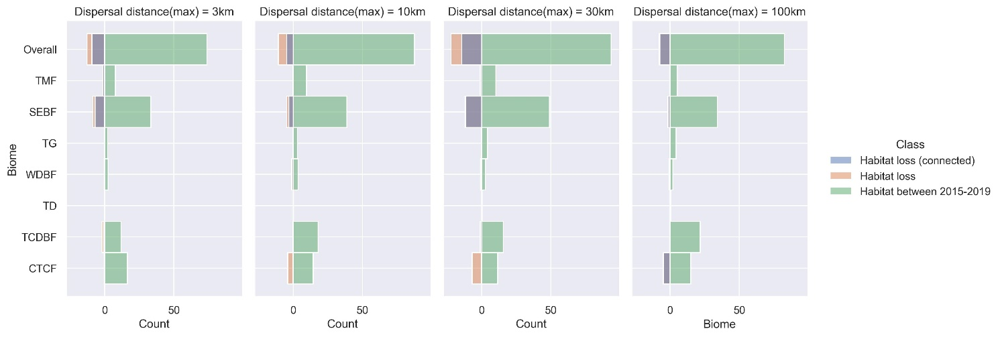 Dispersal distance(max) = 3km
Dispersal distance(max) = 10km
Dispersal distance(max) = 30km
Dispersal distance(max) = 100km
Biome
Overall
TMF
SEBF
TG
WDBF
TD
TCDBF
CTCF
0 50
0 50
0 50
0 50
Count
Count
Count
Biome
Class
Habitat loss (connected)
Habitat loss
Habitat between 2015-2019